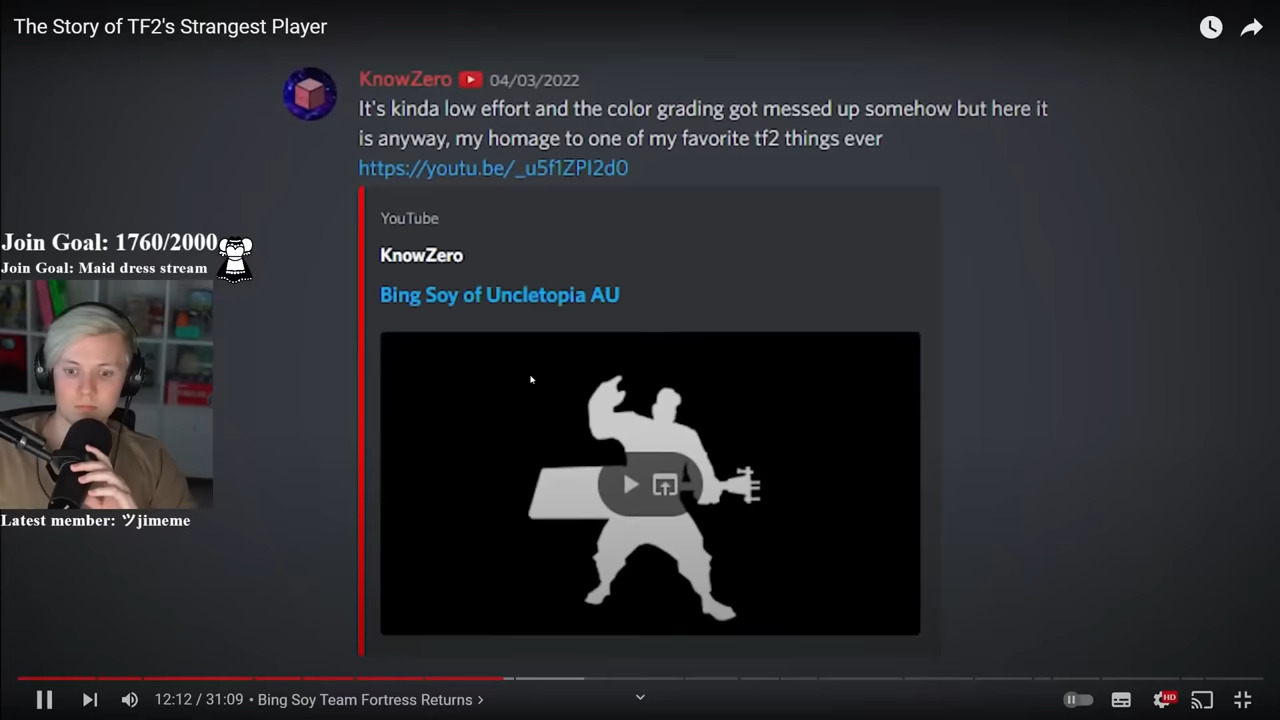 The Story of TF2's Strangest Player
KnowZero 04/03/2022
It's kinda low effort and the color grading got messed up somehow but here it
is anyway, my homage to one of my favorite tf2 things ever
https://youtu.be/_u5f1ZPI2d0
YouTube
KnowZero
Bing Soy of Uncletopia AU
Join Goal: 1760/2000
Join Goal: Maid dress stream
Latest member: ツjimeme
12:12 / 31:09 • Bing Soy Team Fortress Returns >
HD